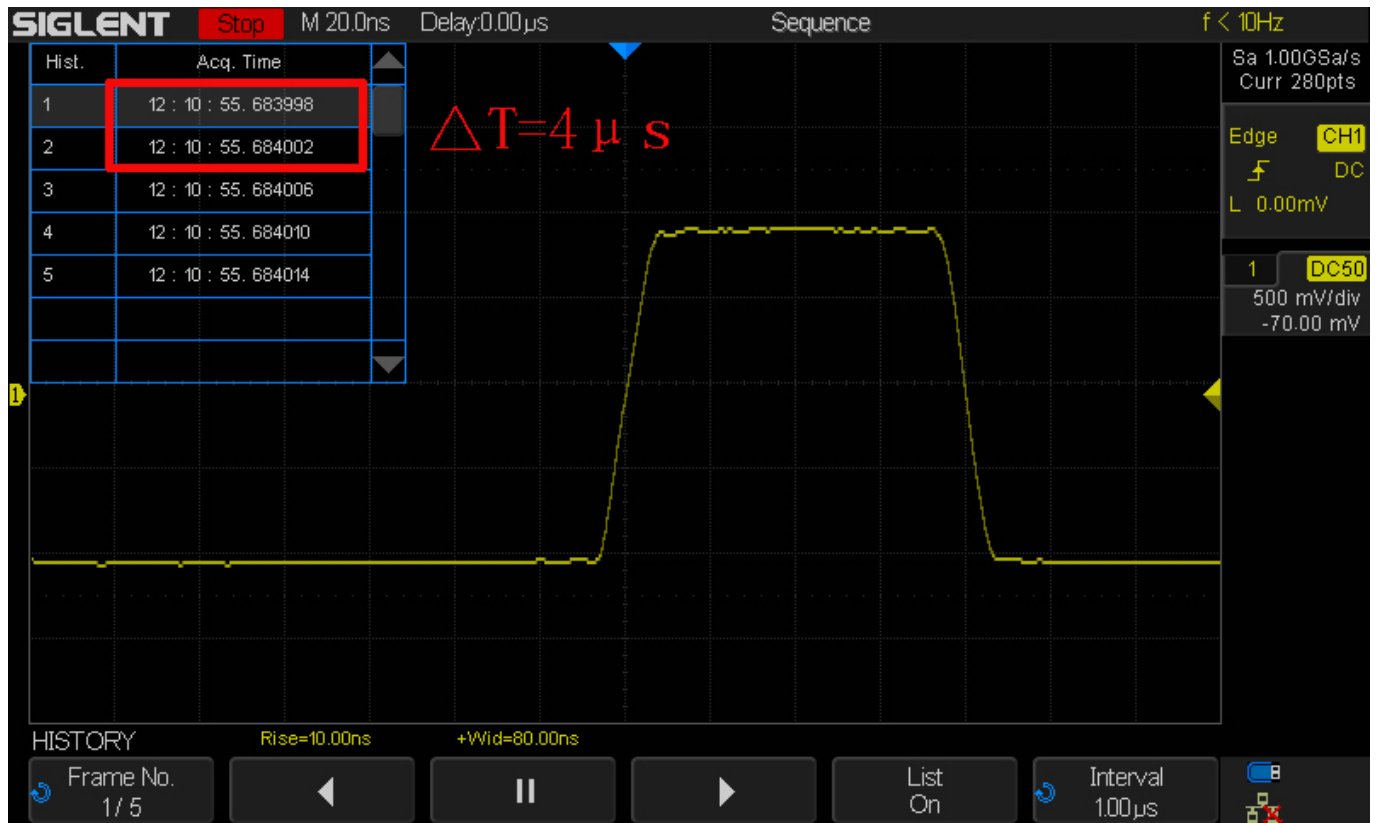 SIGLENT Stop M 20.0ns Delay:0.00µs Sequence f < 10Hz
Hist. Acq. Time
1 12 : 10 : 55. 683998
2 12 : 10 : 55. 684002
3 12 : 10 : 55. 684006
4 12 : 10 : 55. 684010
5 12 : 10 : 55. 684014
△T=4μs
Sa 1.00GSa/s
Curr 280pts
Edge CH1
DC
L 0.00mV
1 DC50
500 mV/div
-70.00 mV
1
HISTORY Rise=10.00ns +Wid=80.00ns
Frame No.
1/ 5
List
On
Interval
1.00µs